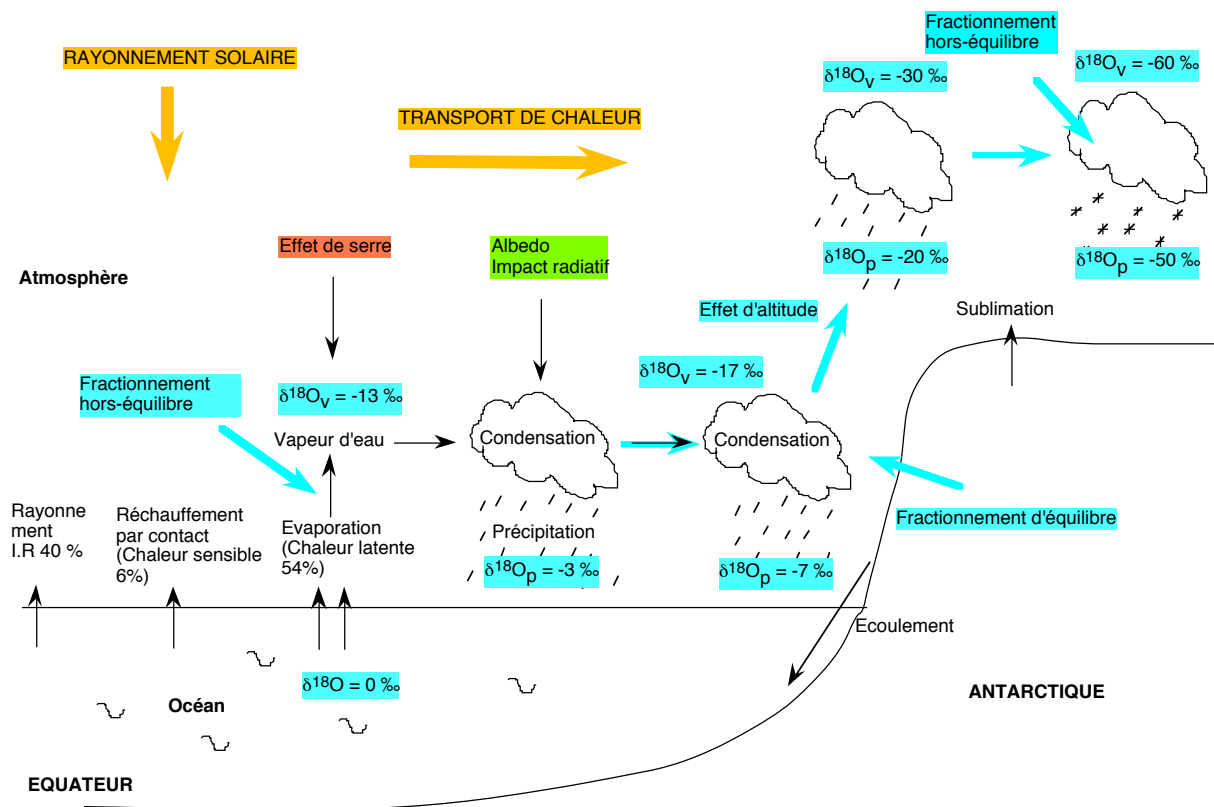 RAYONNEMENT SOLAIRE
TRANSPORT DE CHALEUR
Fractionnement
hors-équilibre
δ18Ov = -30 ‰
δ18Ov = -60 ‰
Effet de serre
Albedo
Impact radiatif
δ18Op = -20 ‰
δ18Op = -50 ‰
Atmosphère
Effet d'altitude
Sublimation
Fractionnement
hors-équilibre
δ18Ov = -13 ‰
δ18Ov = -17 ‰
Vapeur d'eau
Condensation
Condensation
Rayonne
ment
I.R 40 %
Réchauffement
par contact
(Chaleur sensible
6%)
Evaporation
(Chaleur latente
54%)
Précipitation
δ18Op = -3 ‰
δ18Op = -7 ‰
Fractionnement d'équilibre
Ecoulement
δ18O = 0 ‰
Océan
ANTARCTIQUE
EQUATEUR